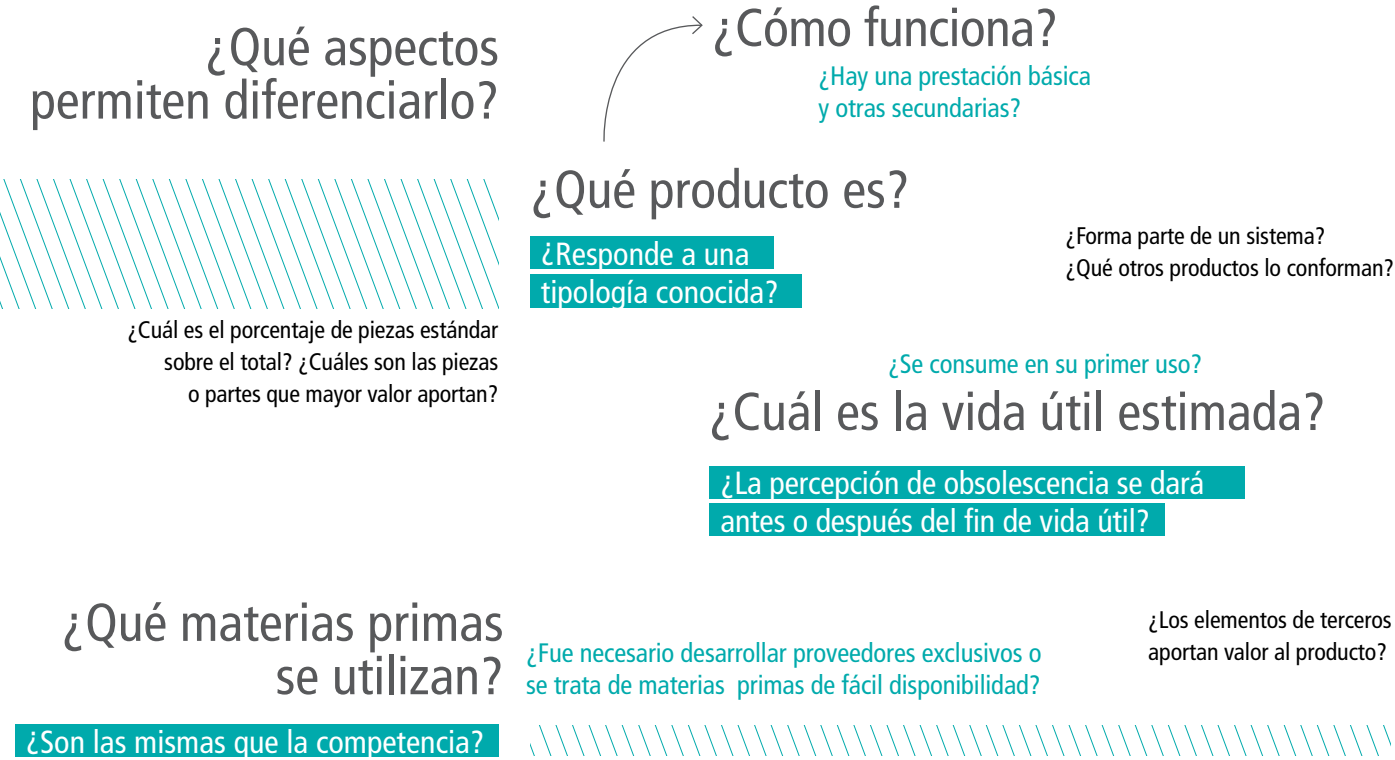 ¿Qué aspectos
permiten diferenciarlo?
¿Cómo funciona?
¿Hay una prestación básica
y otras secundarias?
¿Qué producto es?
¿Responde a una
tipología conocida?
¿Forma parte de un sistema?
¿Qué otros productos lo conforman?
¿Cuál es el porcentaje de piezas estándar
sobre el total? ¿Cuáles son las piezas
o partes que mayor valor aportan?
¿Se consume en su primer uso?
¿Cuál es la vida útil estimada?
¿La percepción de obsolescencia se dará
antes o después del fin de vida útil?
¿Qué materias primas
se utilizan?
¿Fue necesario desarrollar proveedores exclusivos o
se trata de materias primas de fácil disponibilidad?
¿Los elementos de terceros
aportan valor al producto?
¿Son las mismas que la competencia?